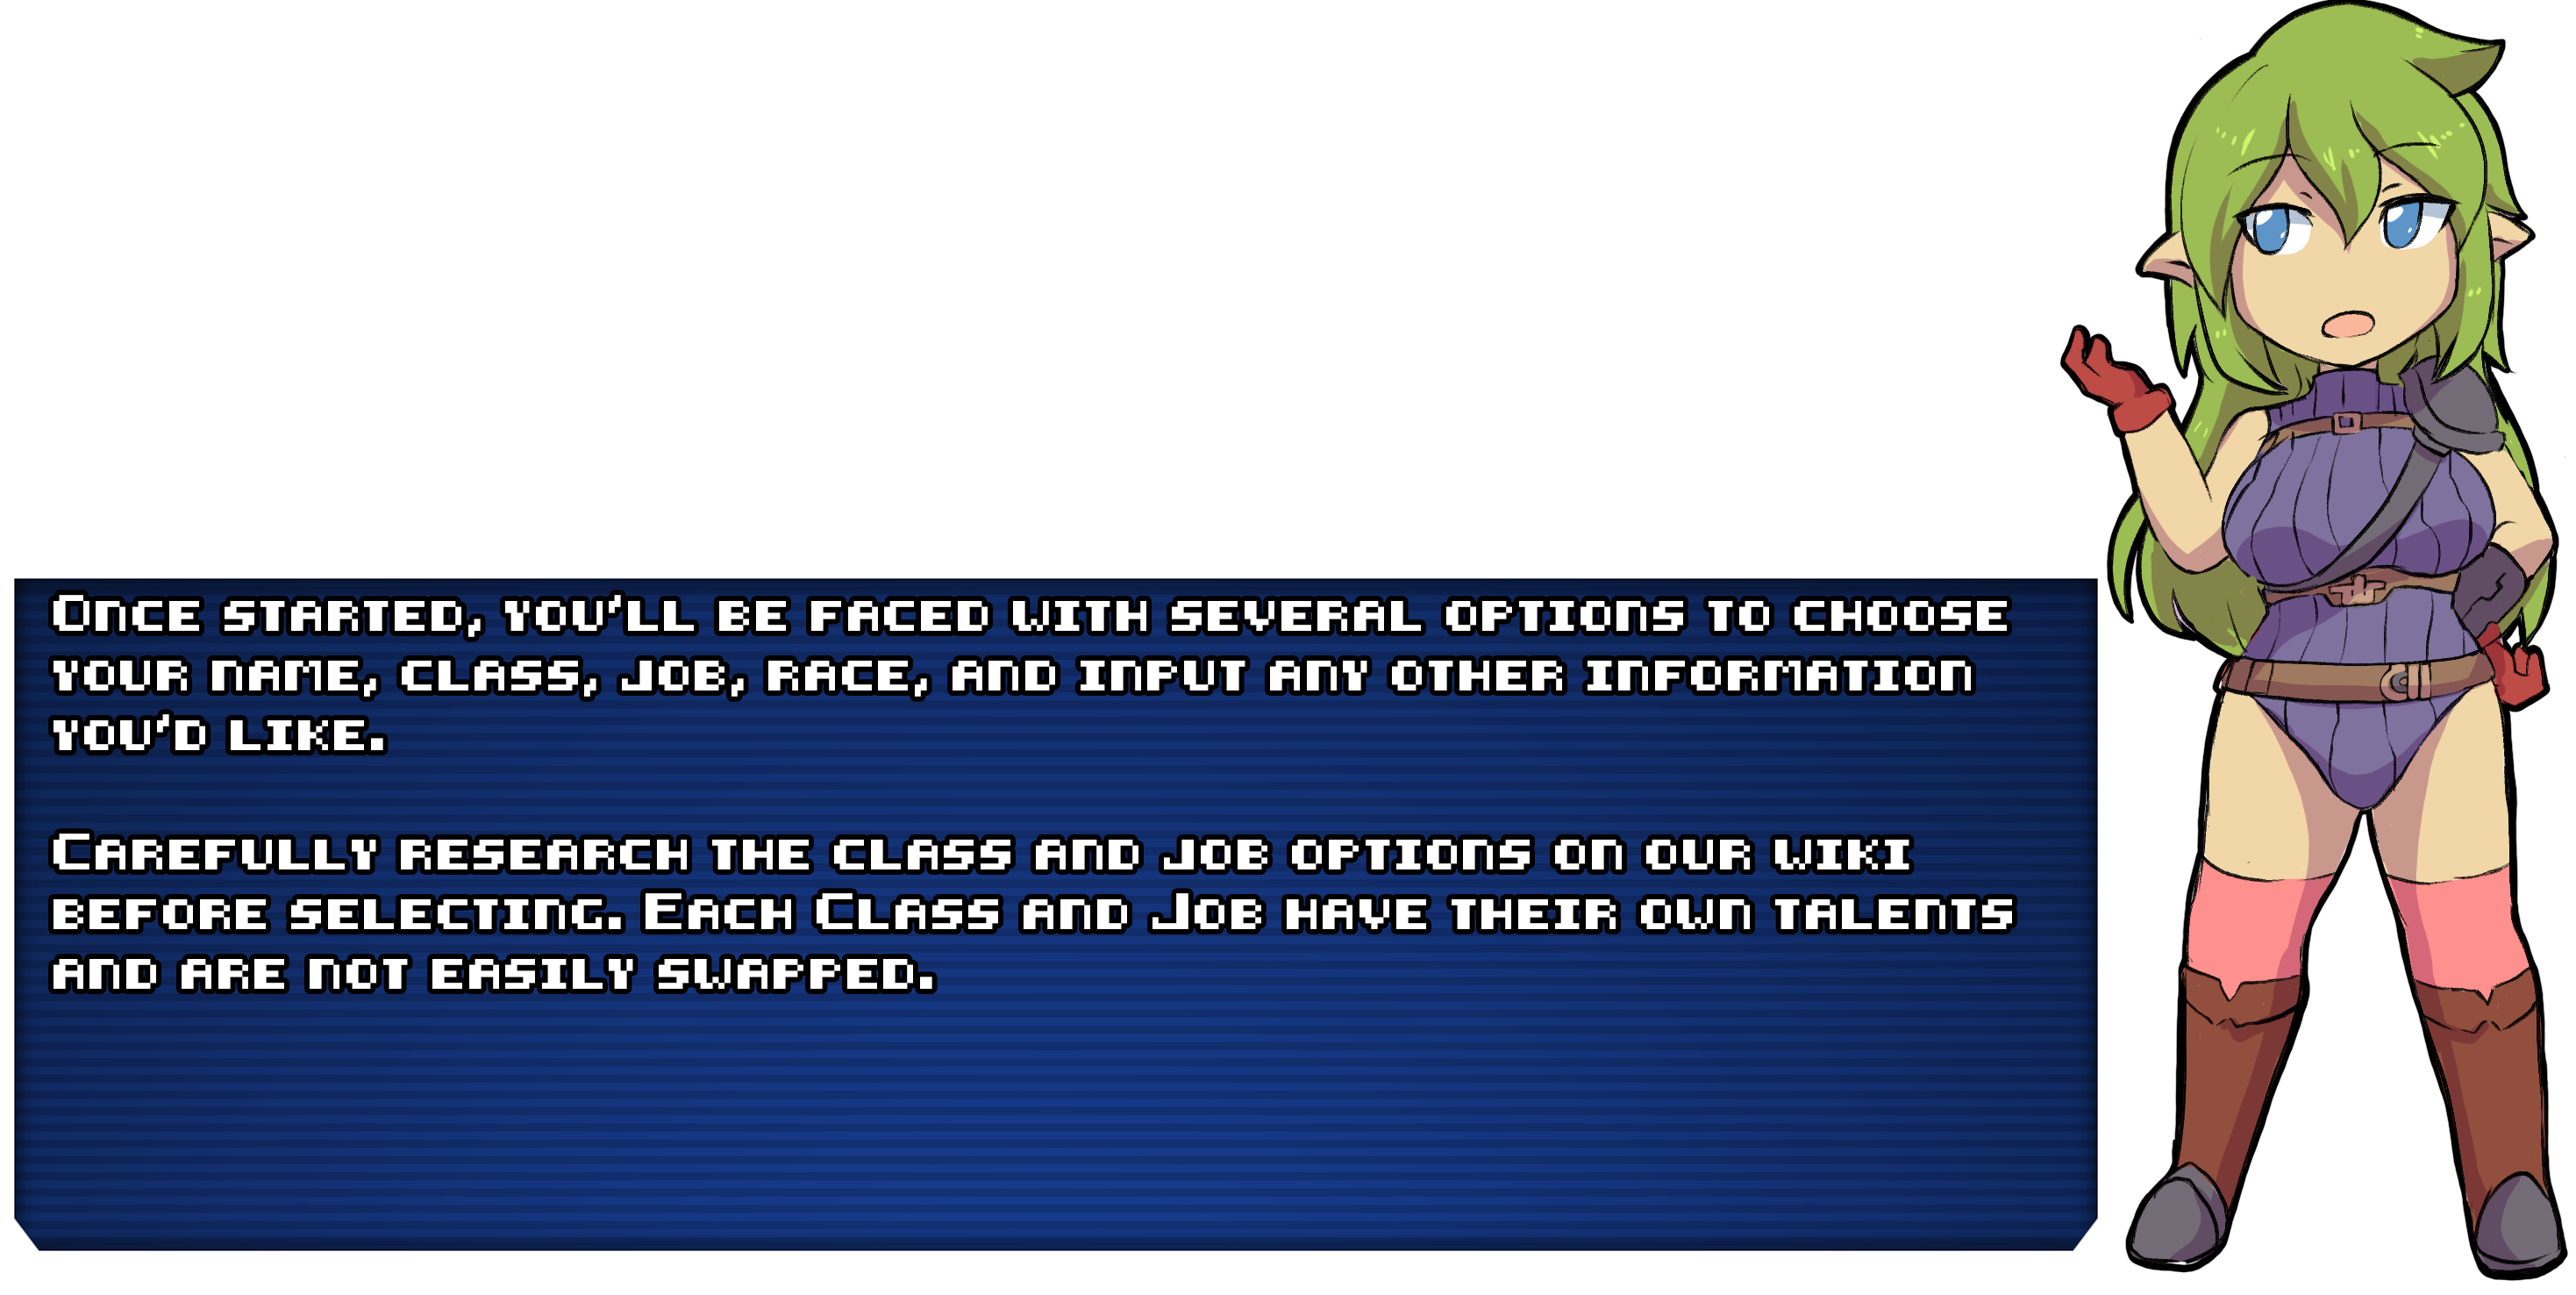 Once started, you'll be faced with several options to choose
your name, class, job, race, and input any other information
you'd like.
Carefully research the class and job options on our wiki
before selecting. Each Class and Job have their own talents
and are not easily swapped.